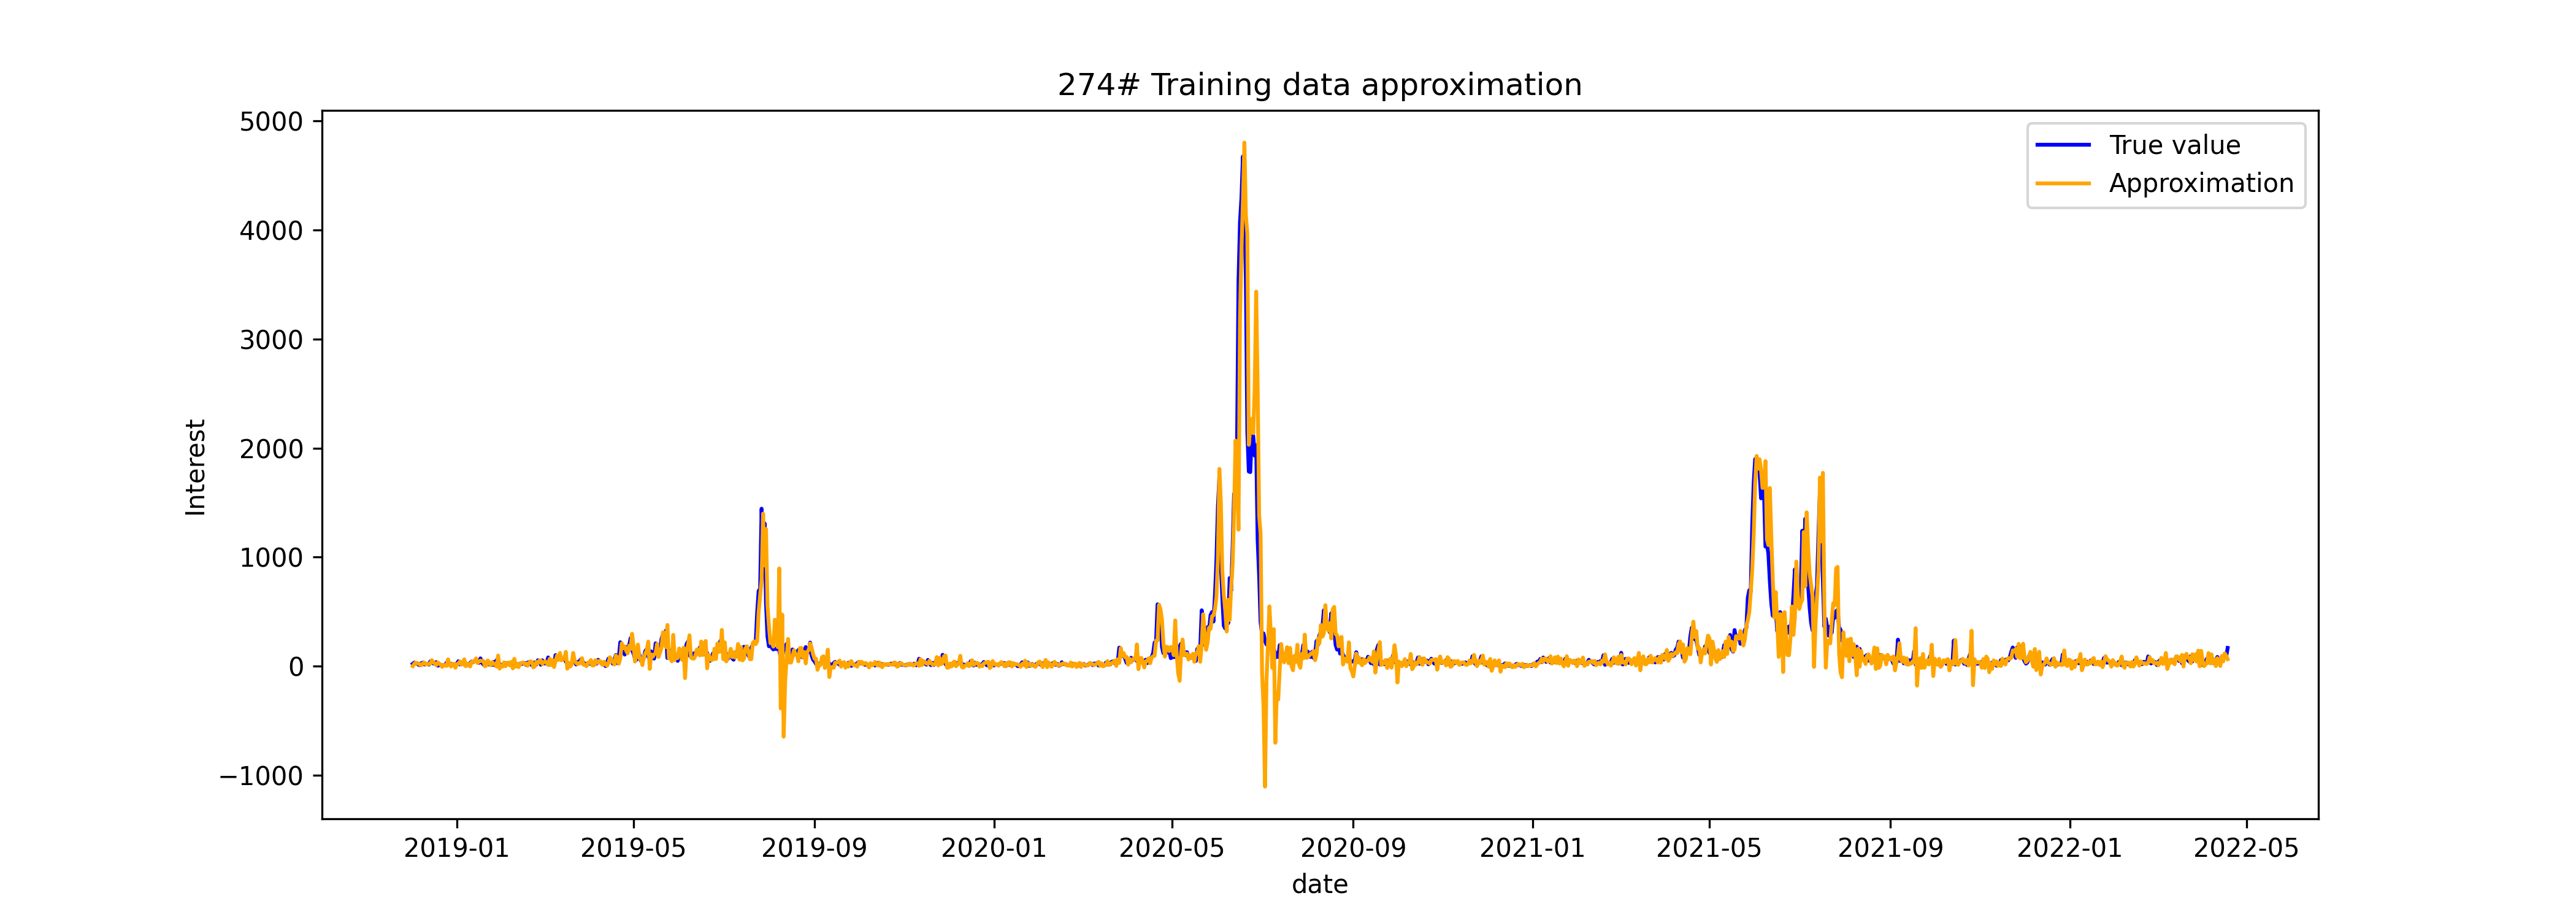 274# Training data approximation
5000
4000
3000
2000
1000
0
−1000
Interest
True value
Approximation
2019-01 2019-05 2019-09 2020-01 2020-05 2020-09 2021-01 2021-05 2021-09 2022-01 2022-05
date